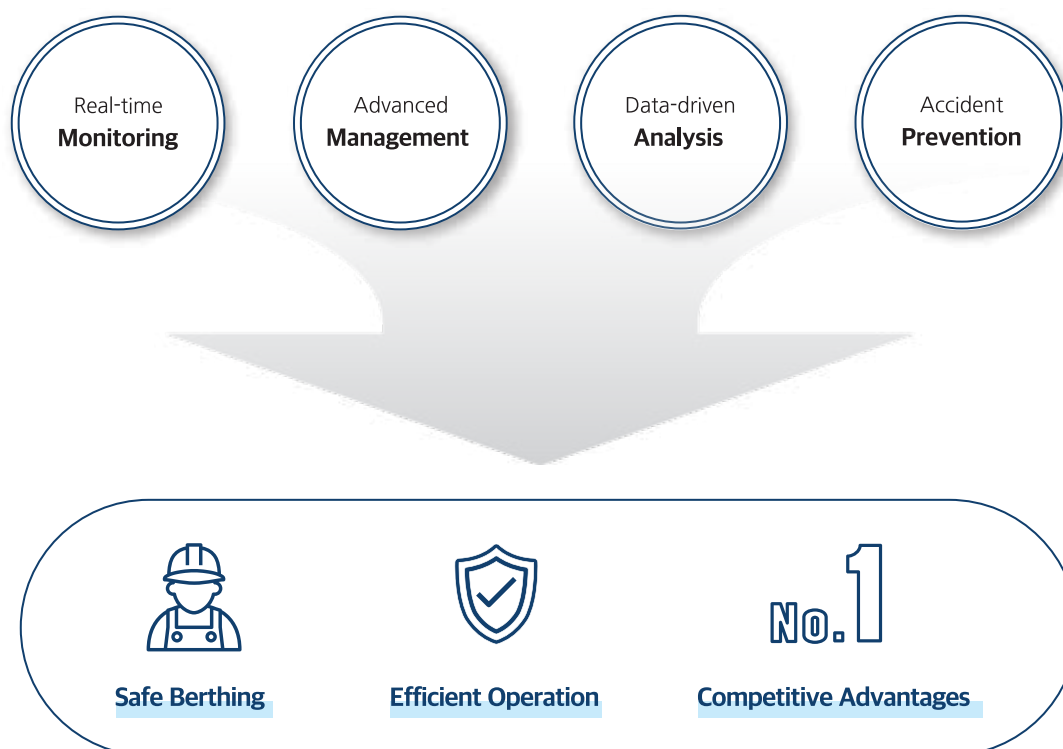 Real-time
Monitoring
Advanced
Management
Data-driven
Analysis
Accident
Prevention
No.1
Safe Berthing
Efficient Operation
Competitive Advantages